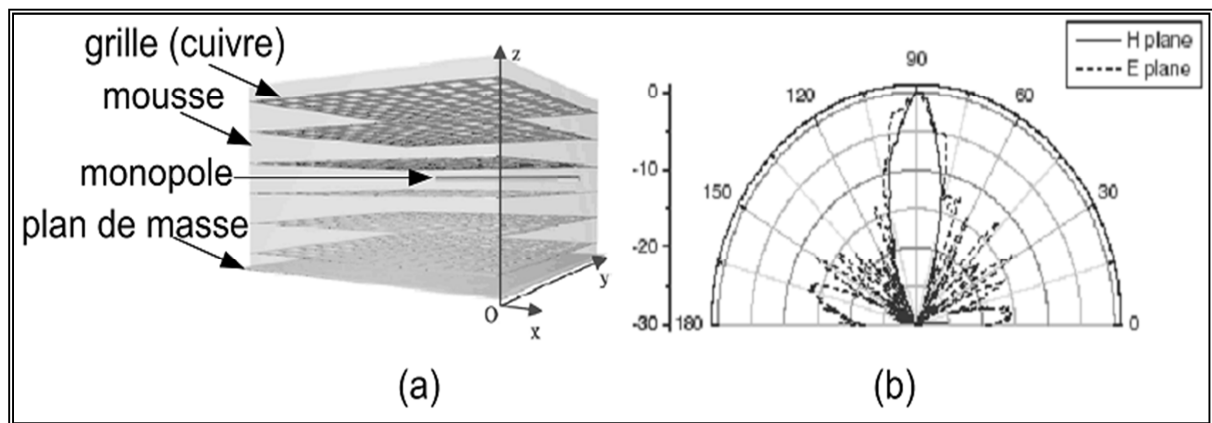 grille (cuivre)
mousse
monopole
plan de masse
z
y
O
x
(a)
H plane
E plane
90
120
60
150
30
180
0
0
-10
-20
-30
(b)